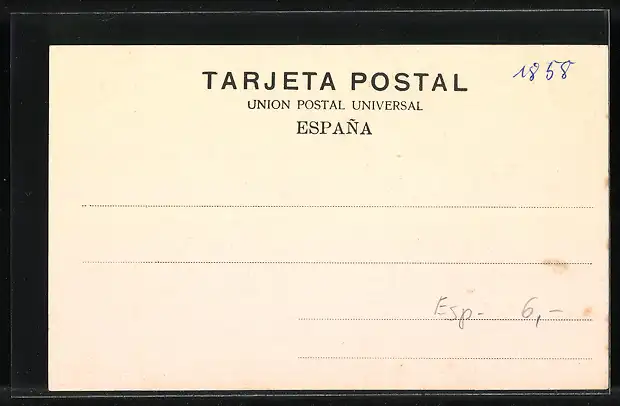 TARJETA POSTAL
1858
UNION POSTAL UNIVERSAL
ESPAÑA
Esp- 6,-